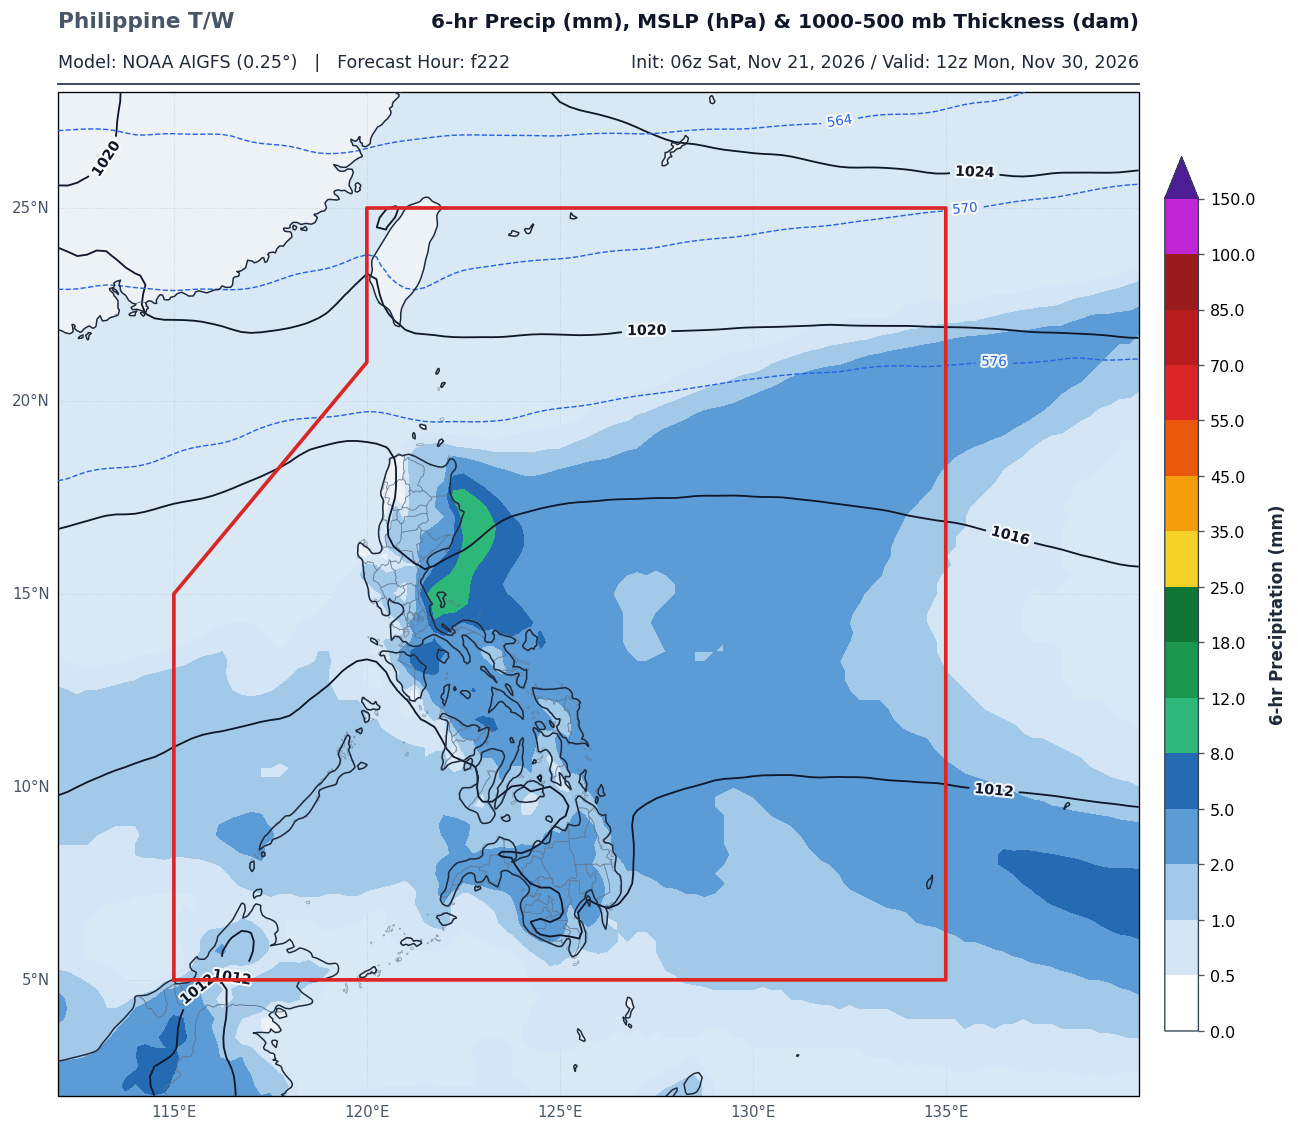 Philippine T/W
6-hr Precip (mm), MSLP (hPa) & 1000-500 mb Thickness (dam)
Model: NOAA AIGFS (0.25°) | Forecast Hour: f222
Init: 06z Sat, Nov 21, 2026 / Valid: 12z Mon, Nov 30, 2026
564
1020
1024
570
1020
576
1016
1012
1012
1012
25°N
20°N
15°N
10°N
5°N
115°E
120°E
125°E
130°E
135°E
150.0
100.0
85.0
70.0
55.0
45.0
35.0
25.0
18.0
12.0
8.0
5.0
2.0
1.0
0.5
0.0
6-hr Precipitation (mm)